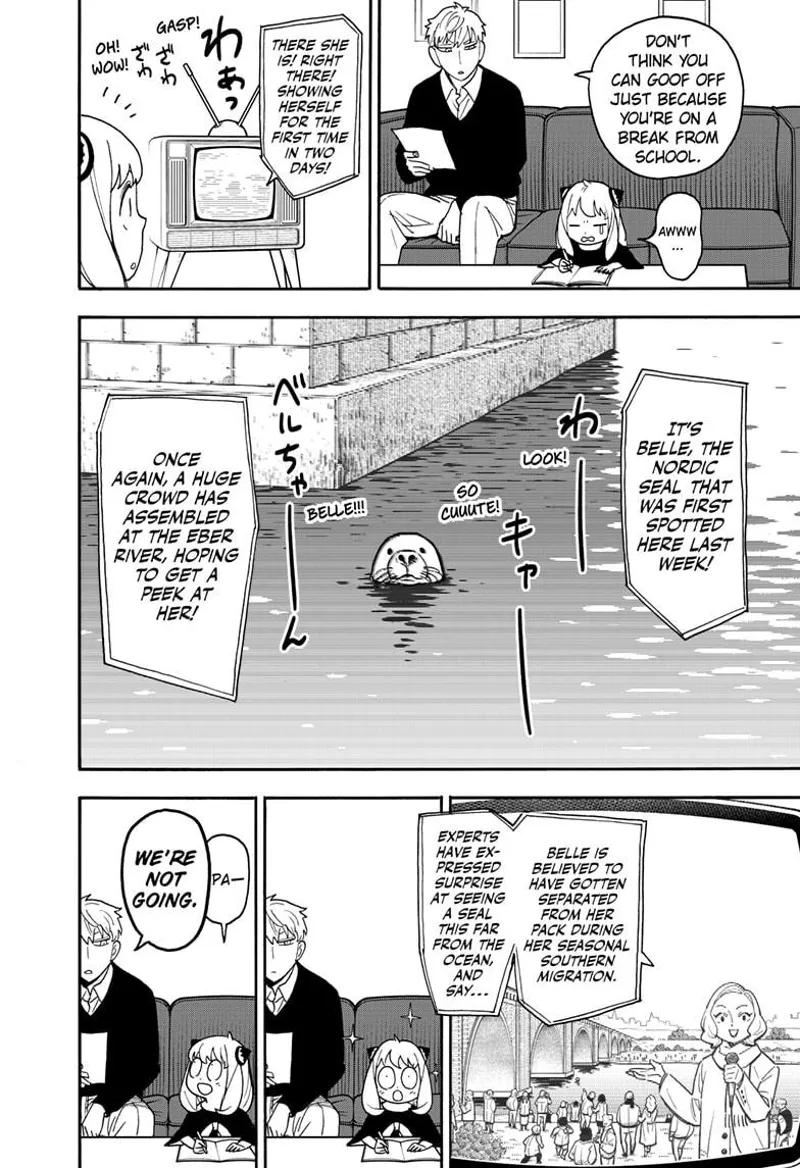 DON'T
THINK YOU
CAN GOOF OFF
JUST BECAUSE
YOU'RE ON A
BREAK FROM
SCHOOL.
AWWW
...
THERE SHE
IS! RIGHT
THERE!
SHOWING
HERSELF
FOR THE
FIRST TIME
IN TWO
DAYS!
わぁっ
GASP!
ざわ
OH!
WOW!
ざわ
IT'S
BELLE, THE
NORDIC
SEAL THAT
WAS FIRST
SPOTTED
HERE LAST
WEEK!
わー
LOOK!
キャー
SO
CUUUTE!
ベルちゃーん
BELLE!!!
ONCE
AGAIN, A HUGE
CROWD HAS
ASSEMBLED
AT THE EBER
RIVER, HOPING
TO GET A
PEEK AT
HER!
BELLE IS
BELIEVED TO
HAVE GOTTEN
SEPARATED
FROM HER
PACK DURING
HER SEASONAL
SOUTHERN
MIGRATION.
EXPERTS
HAVE EX-
PRESSED
SURPRISE
AT SEEING
A SEAL
THIS FAR
FROM THE
OCEAN,
AND
SAY...
PA—
WE'RE
NOT
GOING.